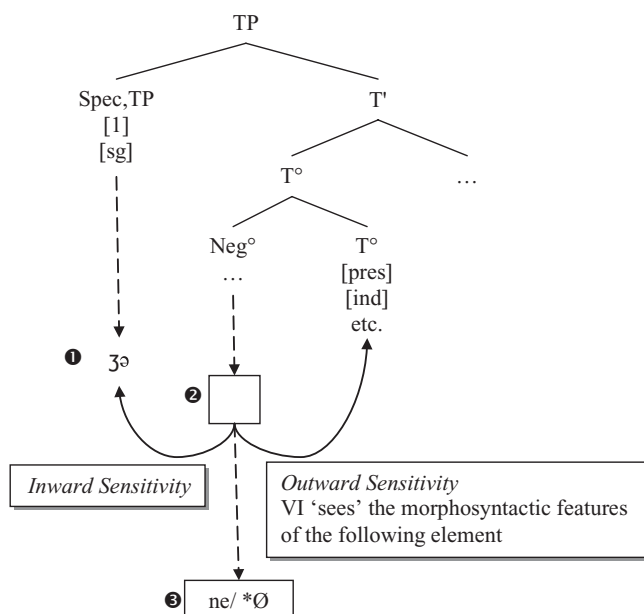 TP
Spec,TP
T'
[1]
[sg]
T°
…
Neg°
T°
…
[pres]
[ind]
etc.
❶ ʒə
❷
Inward Sensitivity
Outward Sensitivity
VI ‘sees’ the morphosyntactic features
of the following element
❸ ne/ *Ø